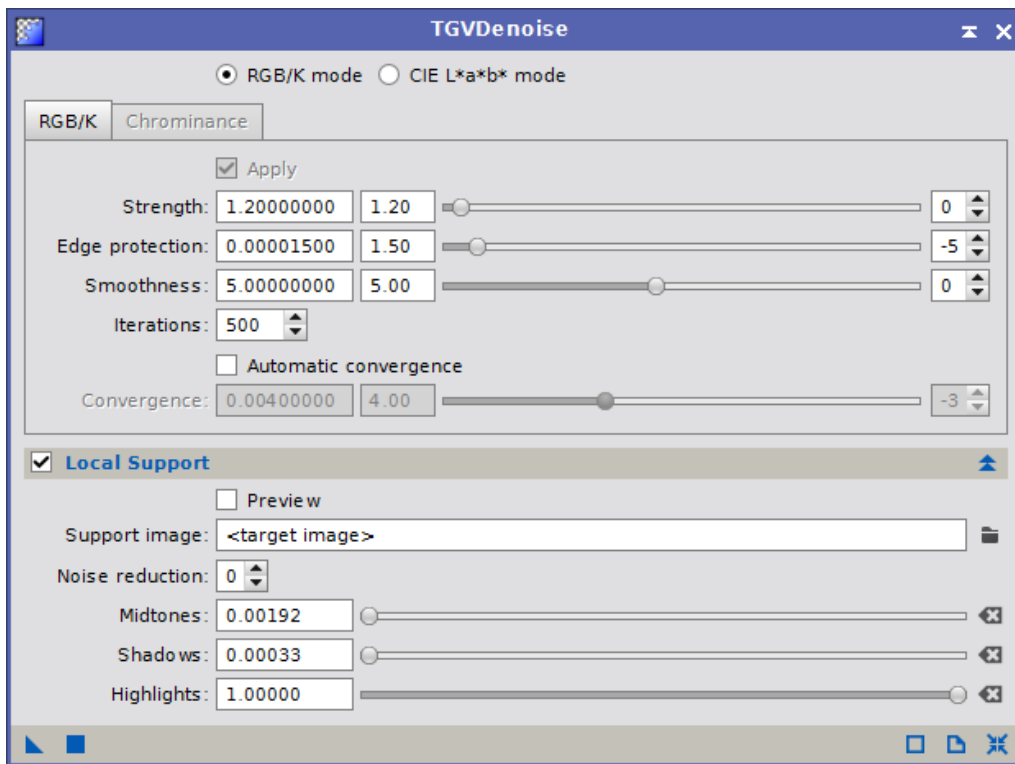 TGVDenoise
RGB/K mode CIE L*a*b* mode
RGB/K Chrominance
Apply
Strength: 1.20000000 1.20 0
Edge protection: 0.00001500 1.50 -5
Smoothness: 5.00000000 5.00 0
Iterations: 500
Automatic convergence
Convergence: 0.00400000 4.00 -3
Local Support
Preview
Support image: <target image>
Noise reduction: 0
Midtones: 0.00192
Shadows: 0.00033
Highlights: 1.00000